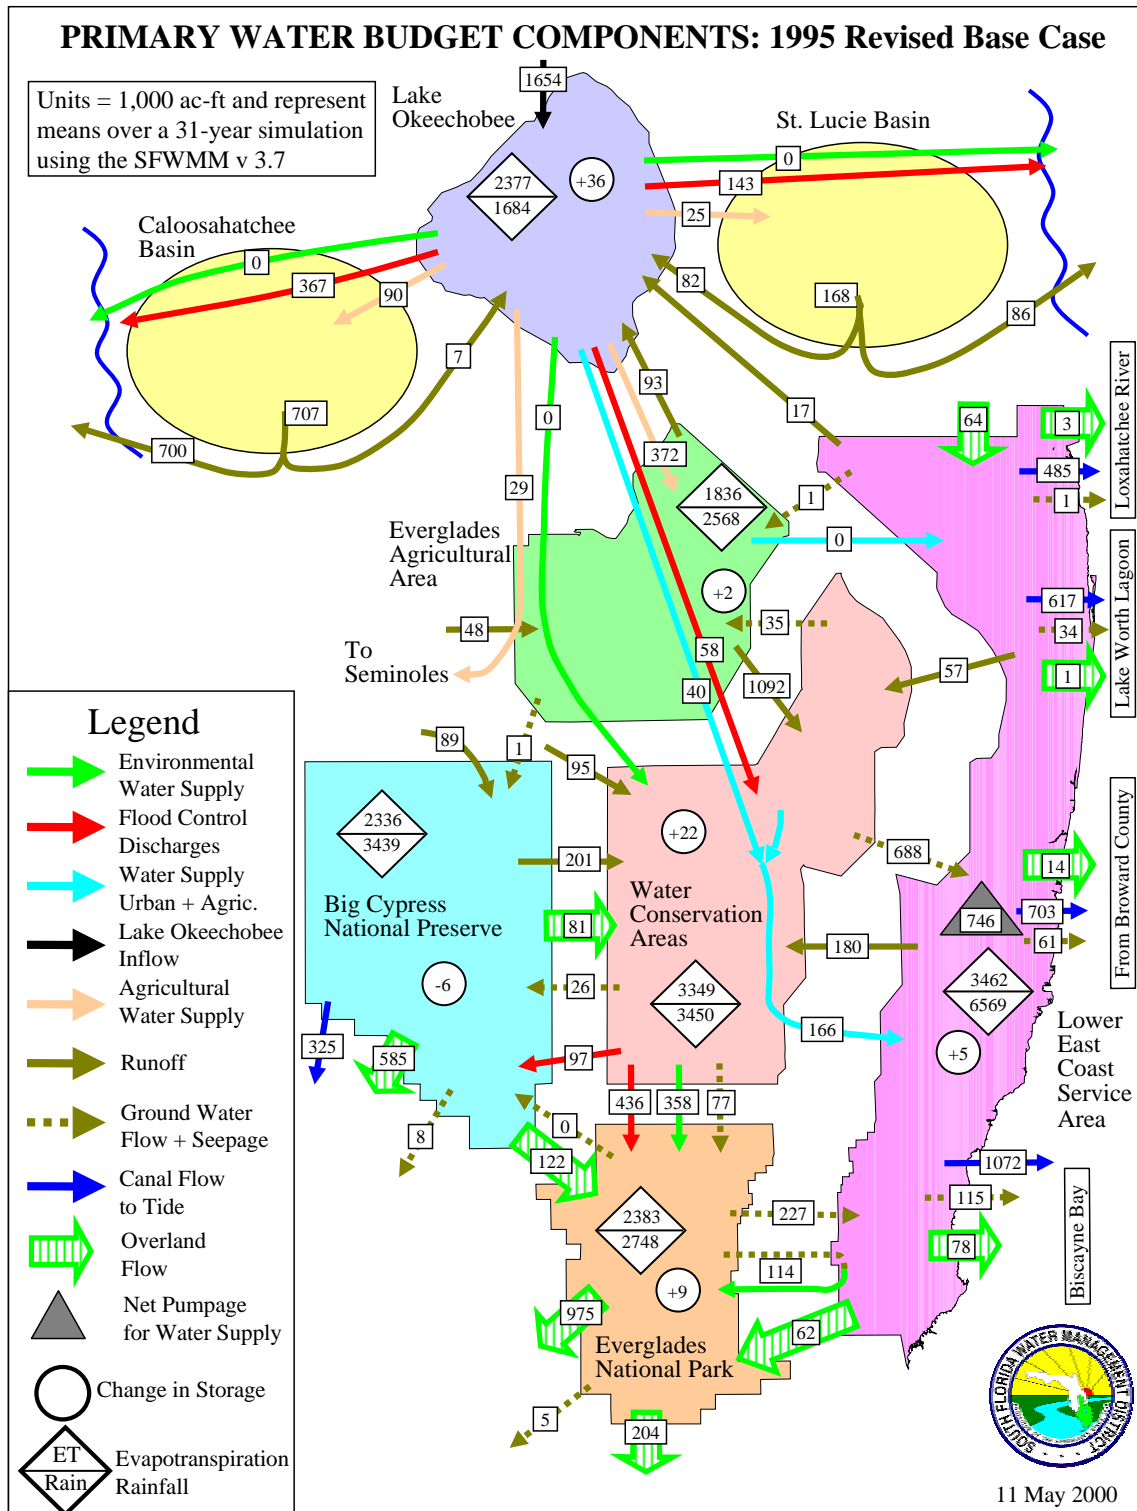 PRIMARY WATER BUDGET COMPONENTS: 1995 Revised Base Case
Units = 1,000 ac-ft and represent
means over a 31-year simulation
using the SFWMM v 3.7
Lake
Okeechobee
1654
2377
1684
+36
St. Lucie Basin
0
143
25
82
168
86
Caloosahatchee
Basin
0
367
90
7
707
700
17
93
372
0
29
64
3
485
1
Loxahatchee River
1836
2568
1
0
+2
Everglades
Agricultural
Area
48
To
Seminoles
35
58
40
1092
617
34
1
57
Lake Worth Lagoon
89
1
95
2336
3439
201
+22
688
14
703
61
746
From Broward County
Big Cypress
National Preserve
81
Water
Conservation
Areas
180
-6
26
3349
3450
3462
6569
+5
166
Lower
East
Coast
Service
Area
325
585
97
436
358
77
8
0
122
1072
115
78
Biscayne Bay
2383
2748
227
114
+9
975
62
Everglades
National Park
5
204
Legend
Environmental
Water Supply
Flood Control
Discharges
Water Supply
Urban + Agric.
Lake Okeechobee
Inflow
Agricultural
Water Supply
Runoff
Ground Water
Flow + Seepage
Canal Flow
to Tide
Overland
Flow
Net Pumpage
for Water Supply
Change in Storage
ET
Rain
Evapotranspiration
Rainfall
SOUTH FLORIDA WATER MANAGEMENT DISTRICT
11 May 2000